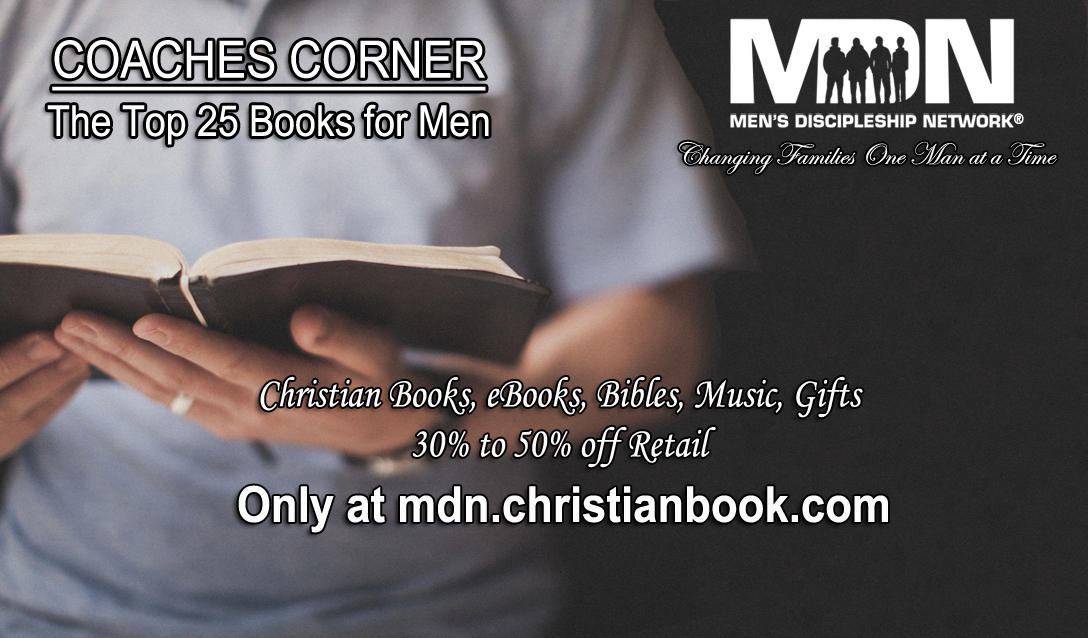 COACHES CORNER
The Top 25 Books for Men
MDN
MEN'S DISCIPLESHIP NETWORK®
Changing Families One Man at a Time
Christian Books, eBooks, Bibles, Music, Gifts
30% to 50% off Retail
Only at mdn.christianbook.com